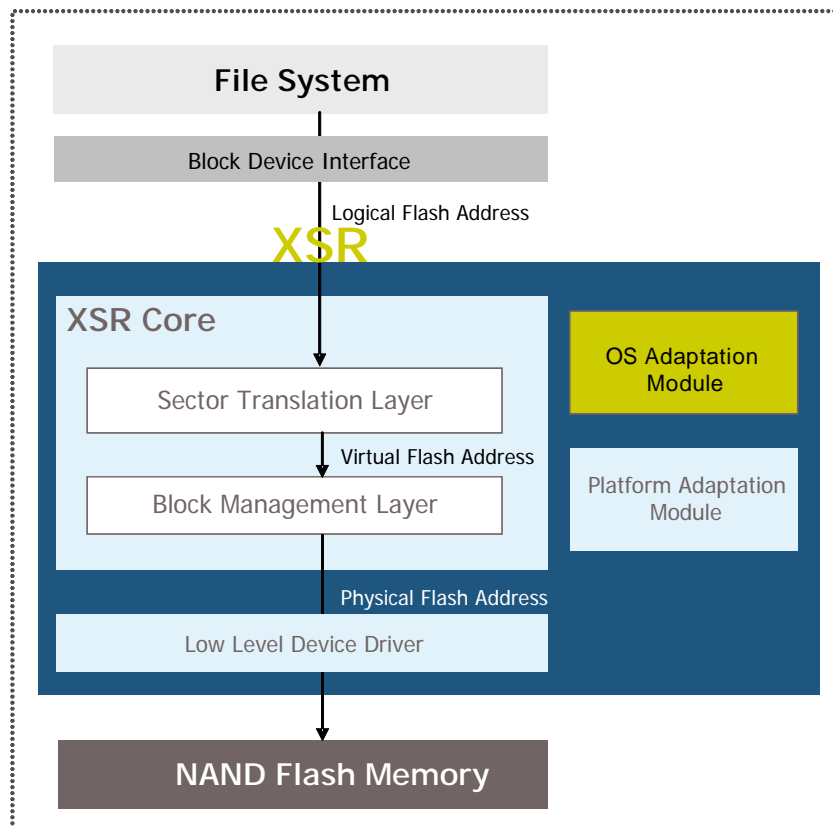 File System
Block Device Interface
Logical Flash Address
XSR
XSR Core
Sector Translation Layer
Virtual Flash Address
Block Management Layer
Physical Flash Address
Low Level Device Driver
NAND Flash Memory
OS Adaptation
Module
Platform Adaptation
Module